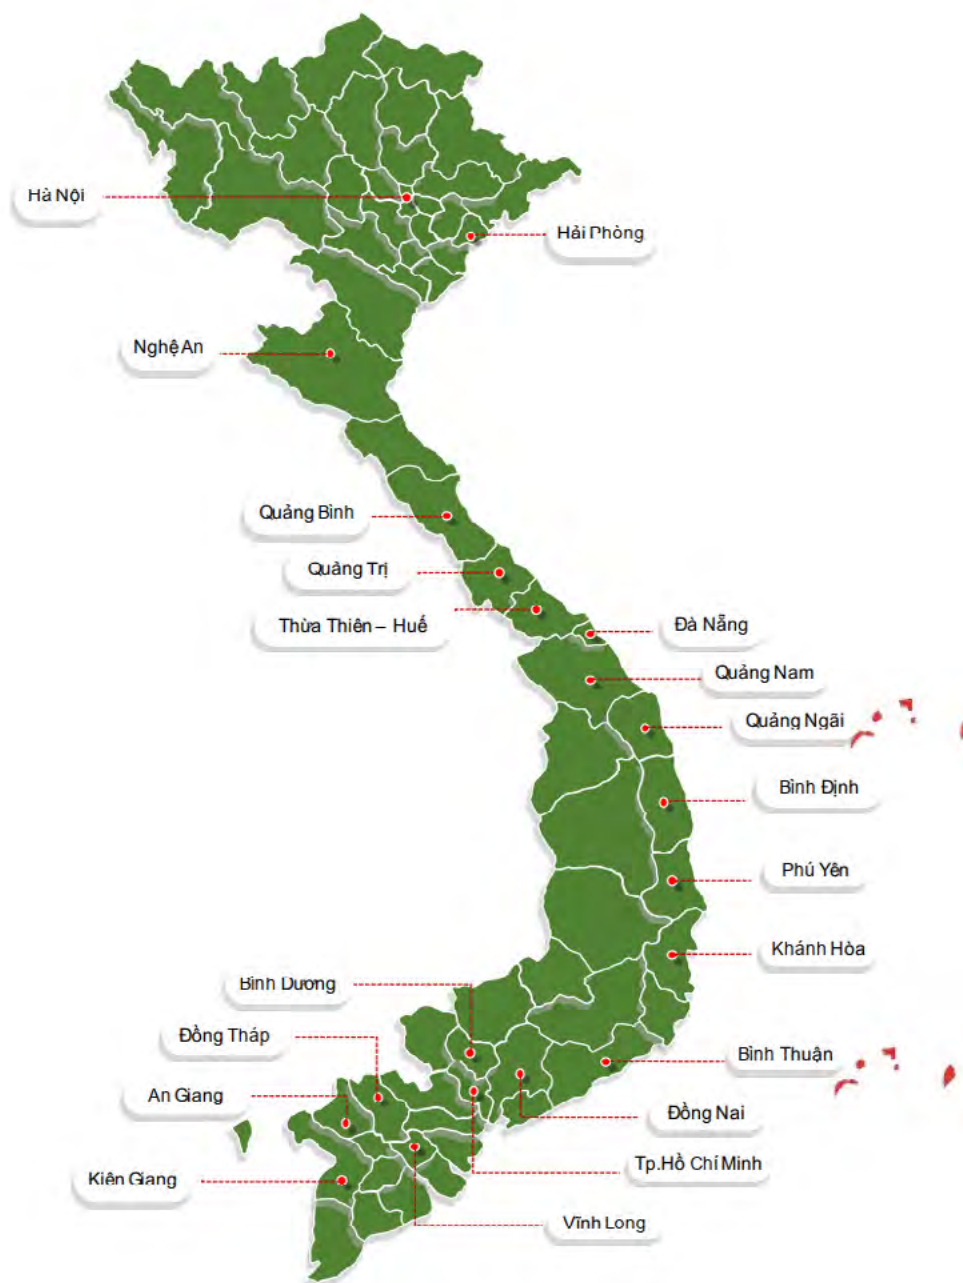 Hà Nội
Hải Phòng
Nghệ An
Quảng Bình
Quảng Trị
Thừa Thiên – Huế
Đà Nẵng
Quảng Nam
Quảng Ngãi
Bình Định
Phú Yên
Khánh Hòa
Bình Dương
Đồng Tháp
Bình Thuận
An Giang
Đồng Nai
Tp.Hồ Chí Minh
Kiên Giang
Vĩnh Long